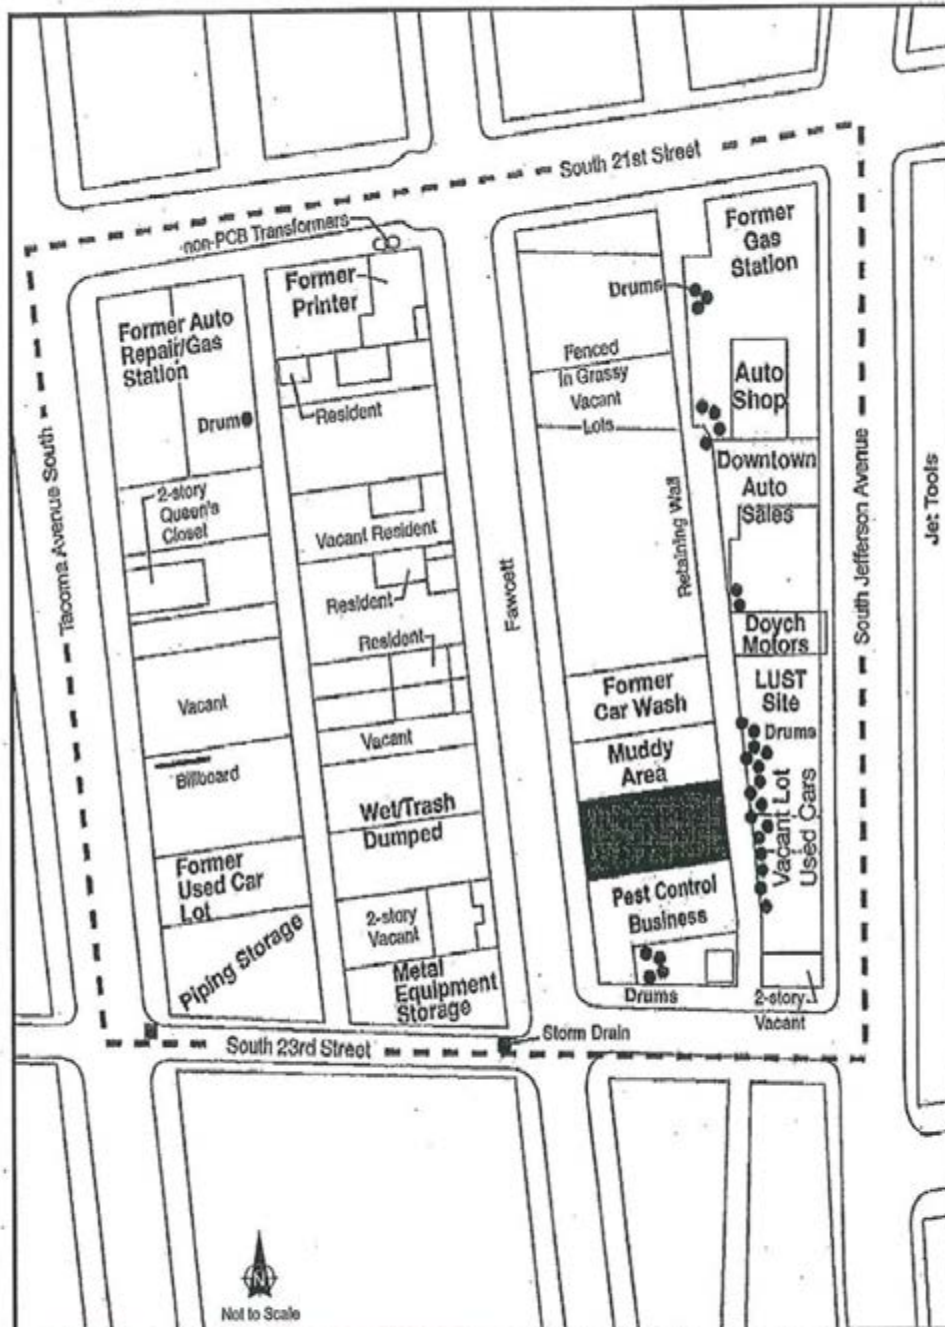 South 21st Street
non-PCB Transformers
Former
Printer
Former Auto
Repair/Gas
Station
Drum
Resident
2-story
Queen's
Closet
Vacant Resident
Resident
Resident
Vacant
Vacant
Billboard
Wet/Trash
Dumped
Former
Used Car
Lot
2-story
Vacant
Piping Storage
Metal
Equipment
Storage
Tacoma Avenue South
Fawcett
Former
Gas
Station
Drums
Fenced
In Grassy
Vacant
Lots
Auto
Shop
Downtown
Auto
Sales
Retaining Wall
Doych
Motors
LUST
Site
Drums
Former
Car Wash
Muddy
Area
Vacant Lot
Used Cars
Pest Control
Business
Drums
2-story
Vacant
South Jefferson Avenue
Jet Tools
South 23rd Street
Storm Drain
N
Not to Scale